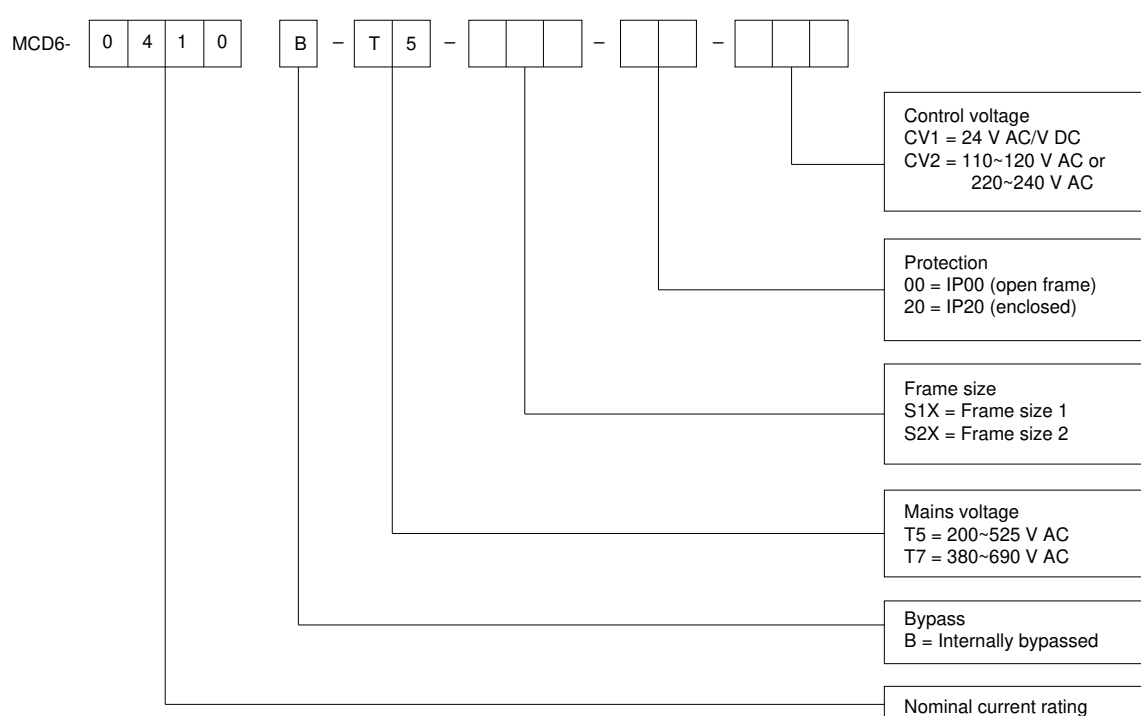 MCD6- 0 4 1 0 B – T 5 – – –
Control voltage
CV1 = 24 V AC/V DC
CV2 = 110~120 V AC or
220~240 V AC
Protection
00 = IP00 (open frame)
20 = IP20 (enclosed)
Frame size
S1X = Frame size 1
S2X = Frame size 2
Mains voltage
T5 = 200~525 V AC
T7 = 380~690 V AC
Bypass
B = Internally bypassed
Nominal current rating